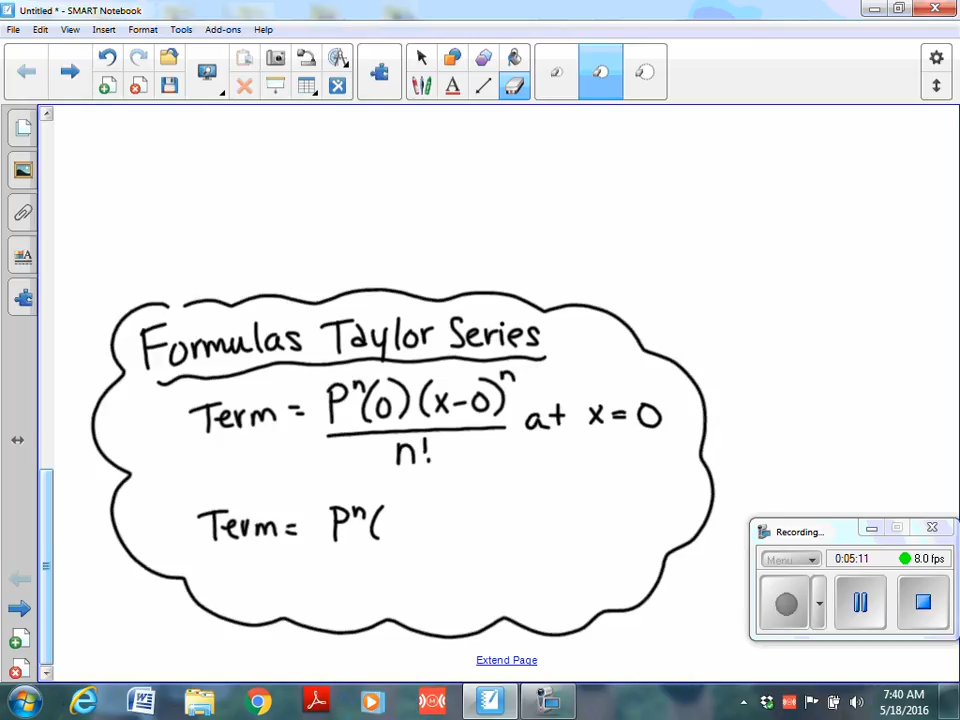 Untitled * - SMART Notebook
File Edit View Insert Format Tools Add-ons Help
Formulas Taylor Series
Term = Pⁿ(0)(x-0)ⁿ at x = 0
n!
Term = Pⁿ(
Recording...
Menu 0:05:11 8.0 fps
Extend Page
7:40 AM
5/18/2016